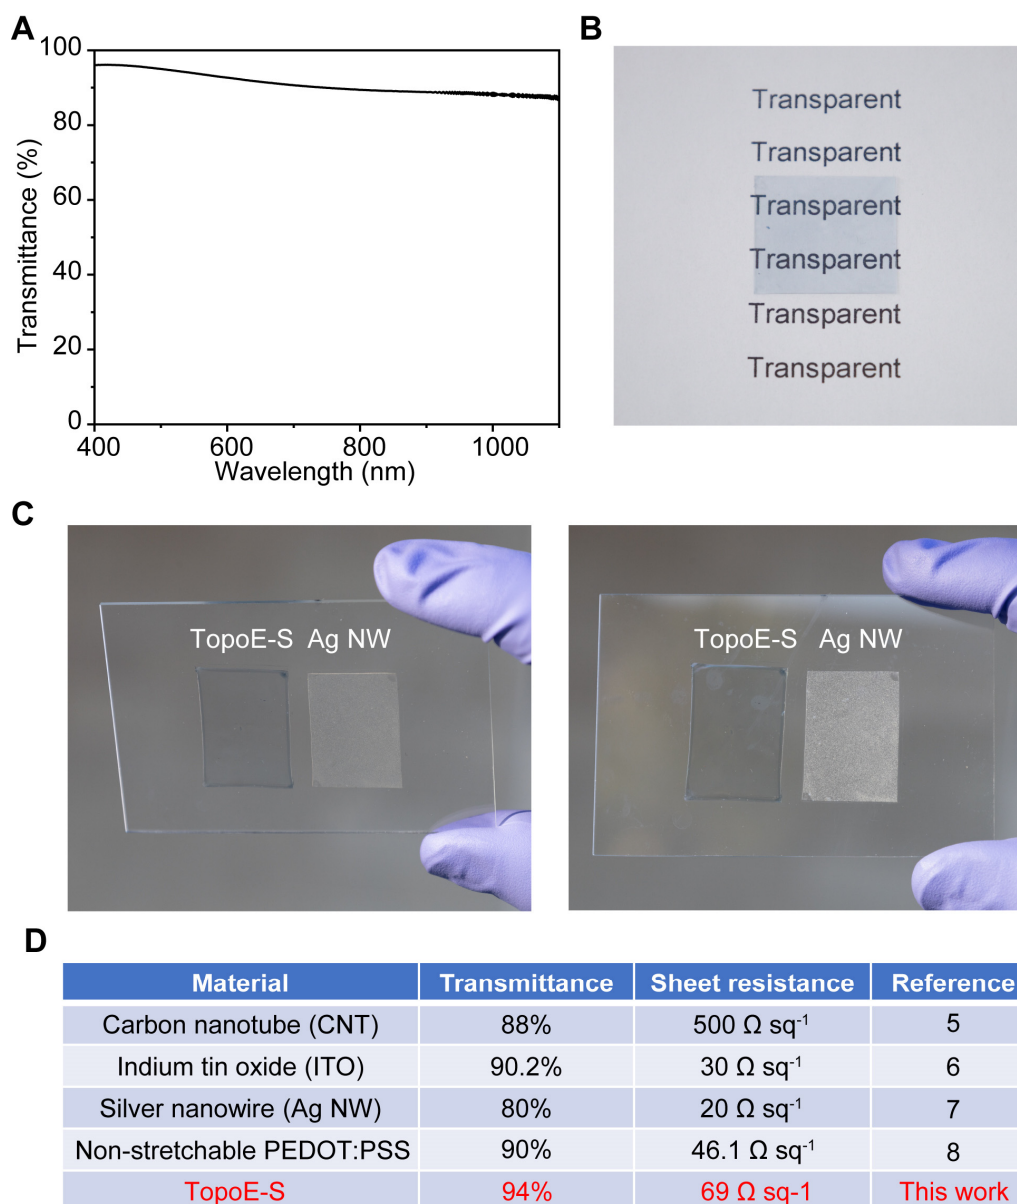 A
B
100
80
60
40
20
0
Transmittance (%)
400
600
800
1000
Wavelength (nm)
Transparent
Transparent
Transparent
Transparent
Transparent
Transparent
C
TopoE-S Ag NW
TopoE-S Ag NW
D
Material Transmittance Sheet resistance Reference
Carbon nanotube (CNT) 88% 500 Ω sq⁻¹ 5
Indium tin oxide (ITO) 90.2% 30 Ω sq⁻¹ 6
Silver nanowire (Ag NW) 80% 20 Ω sq⁻¹ 7
Non-stretchable PEDOT:PSS 90% 46.1 Ω sq⁻¹ 8
TopoE-S 94% 69 Ω sq-1 This work